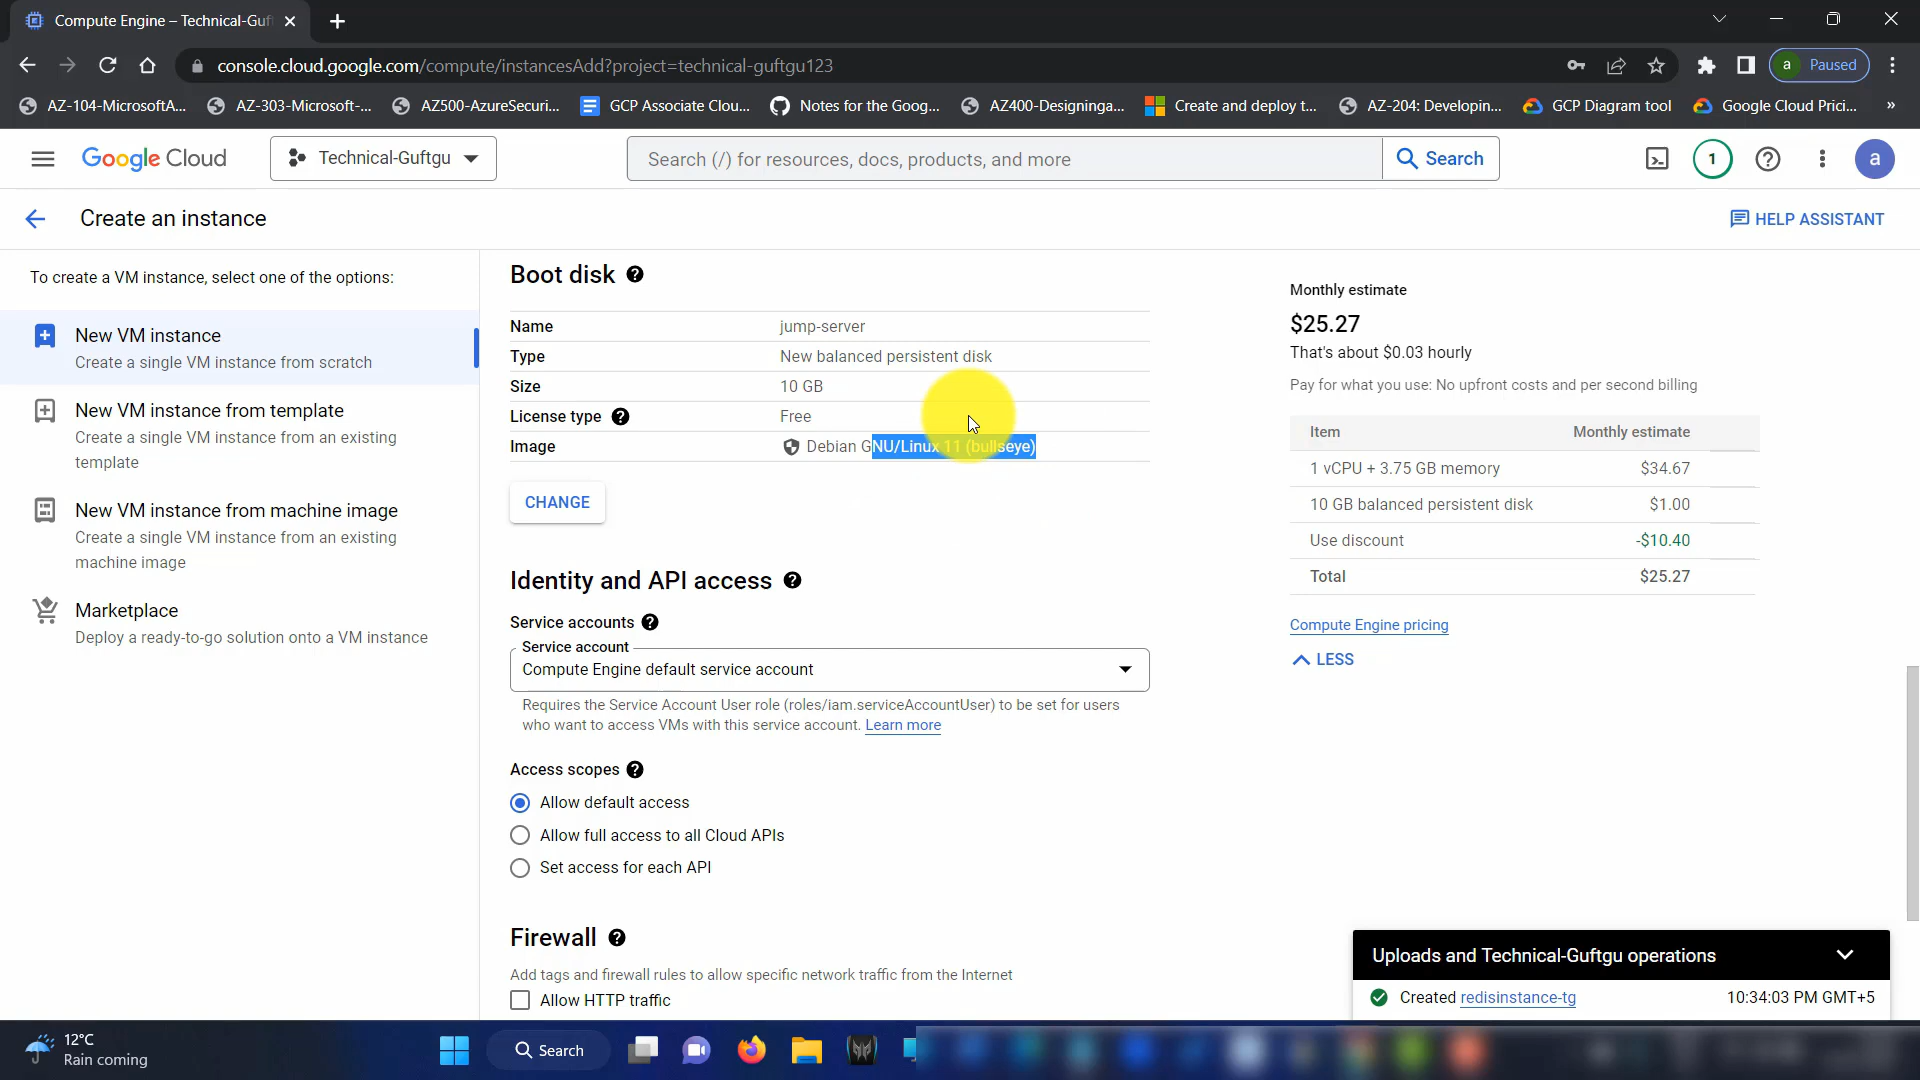 Compute Engine – Technical-Guf
console.cloud.google.com/compute/instancesAdd?project=technical-guftgu123
a Paused
AZ-104-MicrosoftA...
AZ-303-Microsoft-...
AZ500-AzureSecuri...
GCP Associate Clou...
Notes for the Goog...
AZ400-Designinga...
Create and deploy t...
AZ-204: Developin...
GCP Diagram tool
Google Cloud Prici...
»
Google Cloud
Technical-Guftgu
Search (/) for resources, docs, products, and more
Search
1
a
Create an instance
HELP ASSISTANT
To create a VM instance, select one of the options:
New VM instance
Create a single VM instance from scratch
New VM instance from template
Create a single VM instance from an existing
template
New VM instance from machine image
Create a single VM instance from an existing
machine image
Marketplace
Deploy a ready-to-go solution onto a VM instance
Boot disk
Name jump-server
Type New balanced persistent disk
Size 10 GB
License type Free
Image Debian GNU/Linux 11 (bullseye)
CHANGE
Identity and API access
Service accounts
Service account
Compute Engine default service account
Requires the Service Account User role (roles/iam.serviceAccountUser) to be set for users
who want to access VMs with this service account. Learn more
Access scopes
Allow default access
Allow full access to all Cloud APIs
Set access for each API
Firewall
Add tags and firewall rules to allow specific network traffic from the Internet
Allow HTTP traffic
Monthly estimate
$25.27
That's about $0.03 hourly
Pay for what you use: No upfront costs and per second billing
Item Monthly estimate
1 vCPU + 3.75 GB memory $34.67
10 GB balanced persistent disk $1.00
Use discount -$10.40
Total $25.27
Compute Engine pricing
LESS
Uploads and Technical-Guftgu operations
Created redisinstance-tg 10:34:03 PM GMT+5
12°C
Rain coming
Search